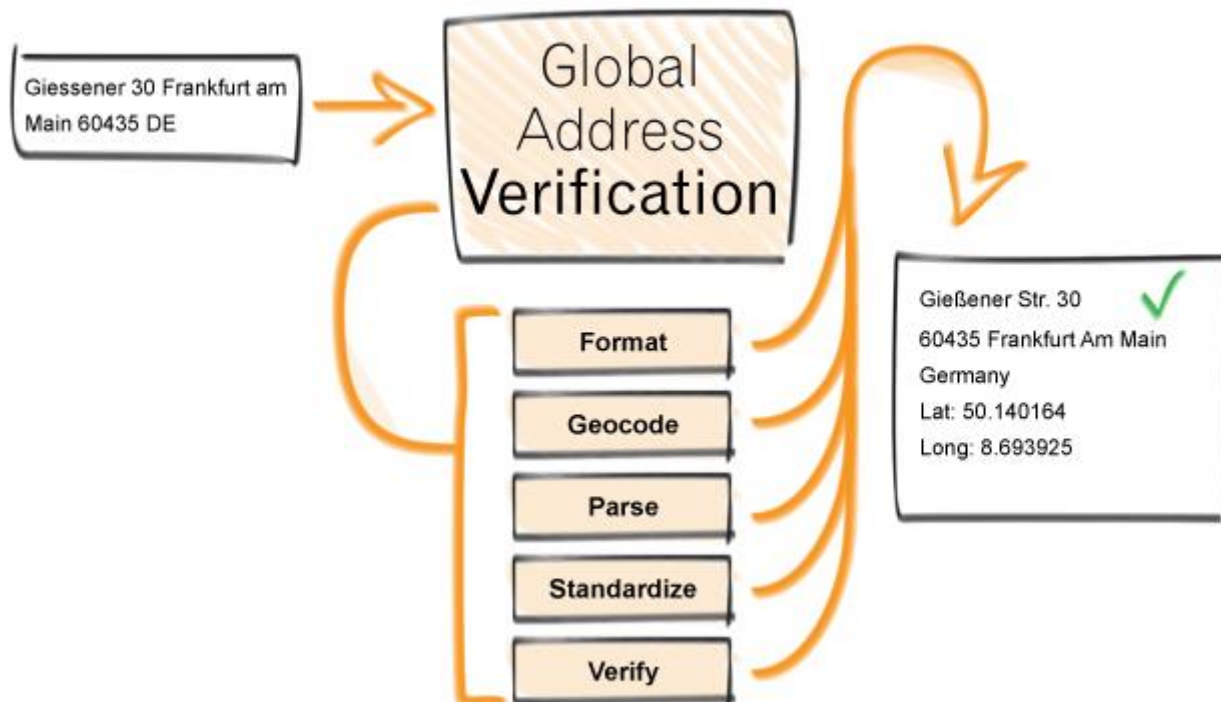 Giessener 30 Frankfurt am
Main 60435 DE
Global
Address
Verification
Format
Geocode
Parse
Standardize
Verify
Gießener Str. 30
60435 Frankfurt Am Main
Germany
Lat: 50.140164
Long: 8.693925